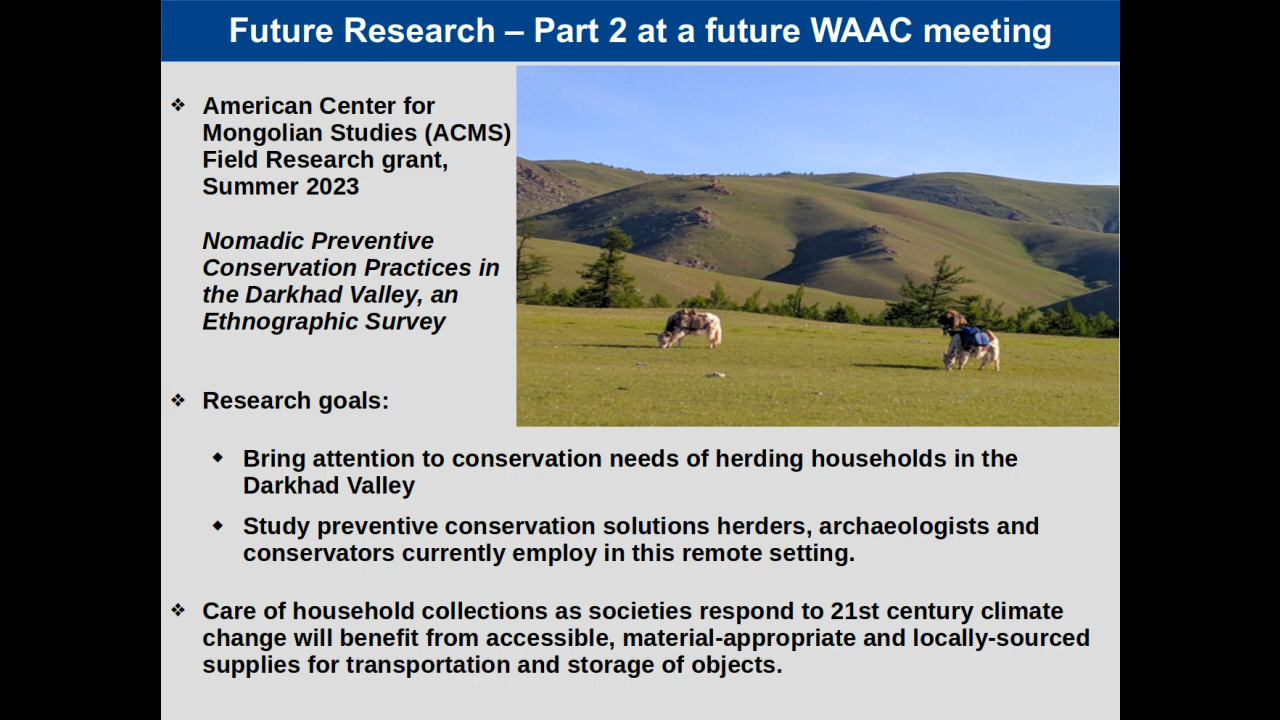 Future Research – Part 2 at a future WAAC meeting
❖ American Center for
Mongolian Studies (ACMS)
Field Research grant,
Summer 2023
Nomadic Preventive
Conservation Practices in
the Darkhad Valley, an
Ethnographic Survey
❖ Research goals:
◆ Bring attention to conservation needs of herding households in the
Darkhad Valley
◆ Study preventive conservation solutions herders, archaeologists and
conservators currently employ in this remote setting.
❖ Care of household collections as societies respond to 21st century climate
change will benefit from accessible, material-appropriate and locally-sourced
supplies for transportation and storage of objects.